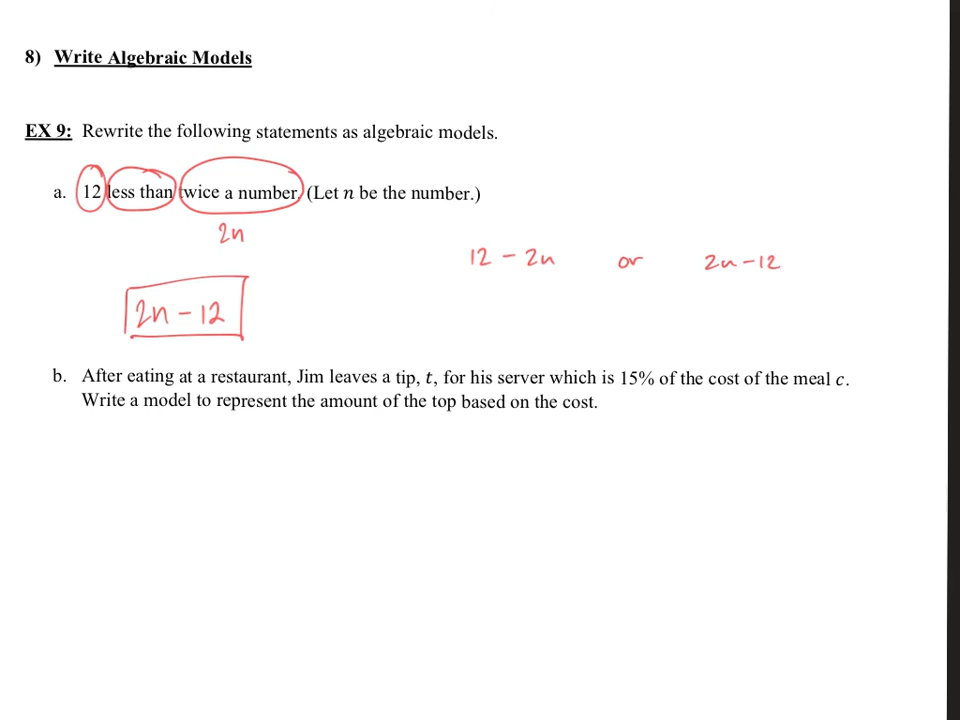 8) Write Algebraic Models
EX 9: Rewrite the following statements as algebraic models.
a. 12 less than twice a number. (Let n be the number.)
2n
12 - 2n or 2n - 12
2n - 12
b. After eating at a restaurant, Jim leaves a tip, t, for his server which is 15% of the cost of the meal c.
Write a model to represent the amount of the top based on the cost.